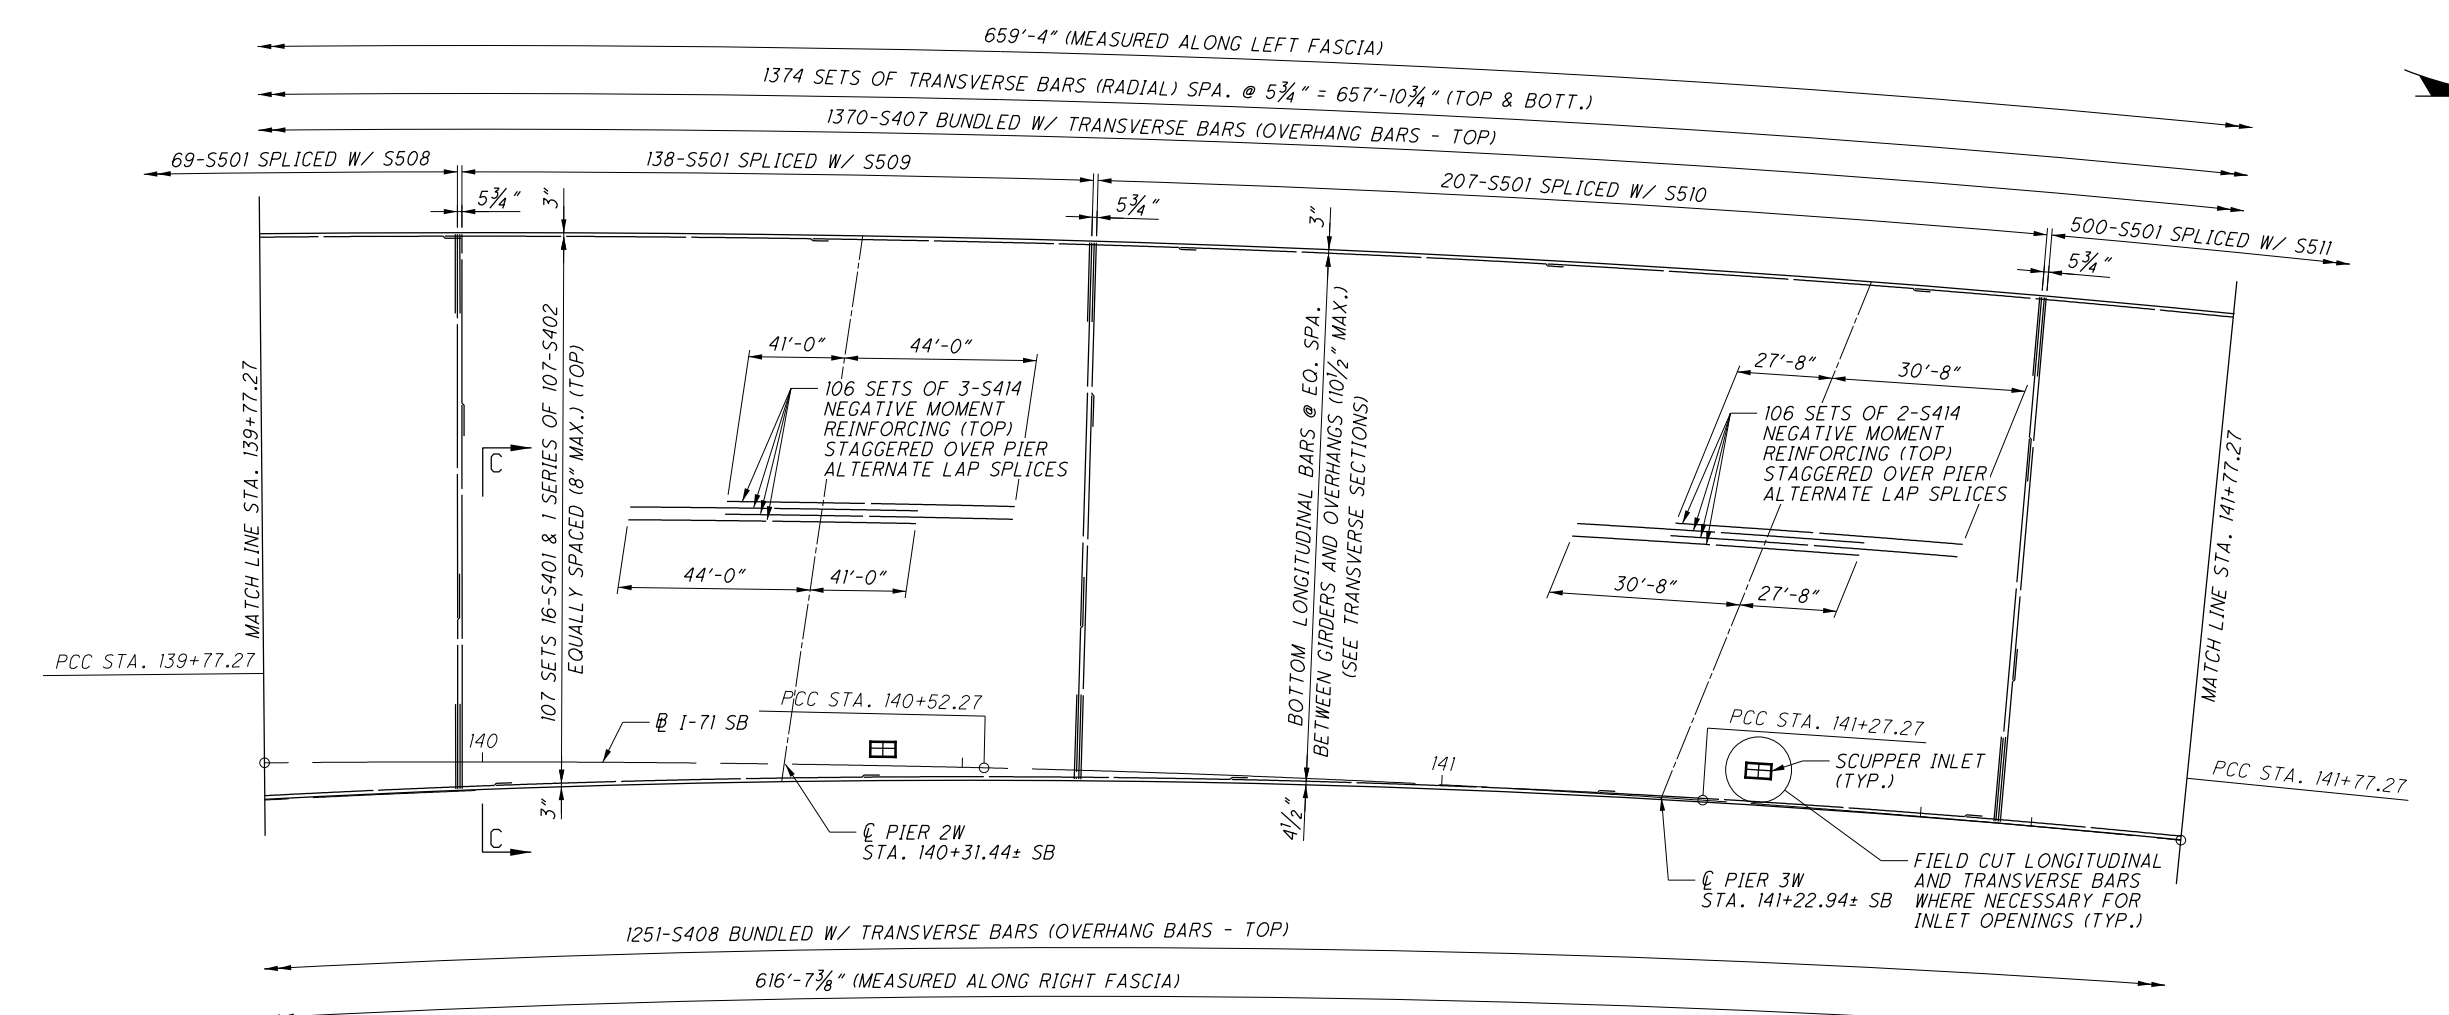 659'-4" (MEASURED ALONG LEFT FASCIA)
1374 SETS OF TRANSVERSE BARS (RADIAL) SPA. @ 5¾" = 657'-10¾" (TOP & BOTT.)
1370-S407 BUNDLED W/ TRANSVERSE BARS (OVERHANG BARS - TOP)
69-S501 SPLICED W/ S508
138-S501 SPLICED W/ S509
207-S501 SPLICED W/ S510
500-S501 SPLICED W/ S511
5¾"
3"
5¾"
3"
5¾"
MATCH LINE STA. 139+77.27
107 SETS 16-S401 & 1 SERIES OF 107-S402
EQUALLY SPACED (8" MAX.) (TOP)
41'-0"
44'-0"
106 SETS OF 3-S414
NEGATIVE MOMENT
REINFORCING (TOP)
STAGGERED OVER PIER
ALTERNATE LAP SPLICES
44'-0"
41'-0"
BOTTOM LONGITUDINAL BARS @ EQ. SPA.
BETWEEN GIRDERS AND OVERHANGS (10½" MAX.)
(SEE TRANSVERSE SECTIONS)
27'-8"
30'-8"
106 SETS OF 2-S414
NEGATIVE MOMENT
REINFORCING (TOP)
STAGGERED OVER PIER
ALTERNATE LAP SPLICES
30'-8"
27'-8"
MATCH LINE STA. 141+77.27
C
PCC STA. 139+77.27
140
℄ I-71 SB
PCC STA. 140+52.27
141
PCC STA. 141+27.27
SCUPPER INLET
(TYP.)
PCC STA. 141+77.27
3"
4½"
C
℄ PIER 2W
STA. 140+31.44± SB
℄ PIER 3W
STA. 141+22.94± SB
FIELD CUT LONGITUDINAL
AND TRANSVERSE BARS
WHERE NECESSARY FOR
INLET OPENINGS (TYP.)
1251-S408 BUNDLED W/ TRANSVERSE BARS (OVERHANG BARS - TOP)
616'-7⅜" (MEASURED ALONG RIGHT FASCIA)